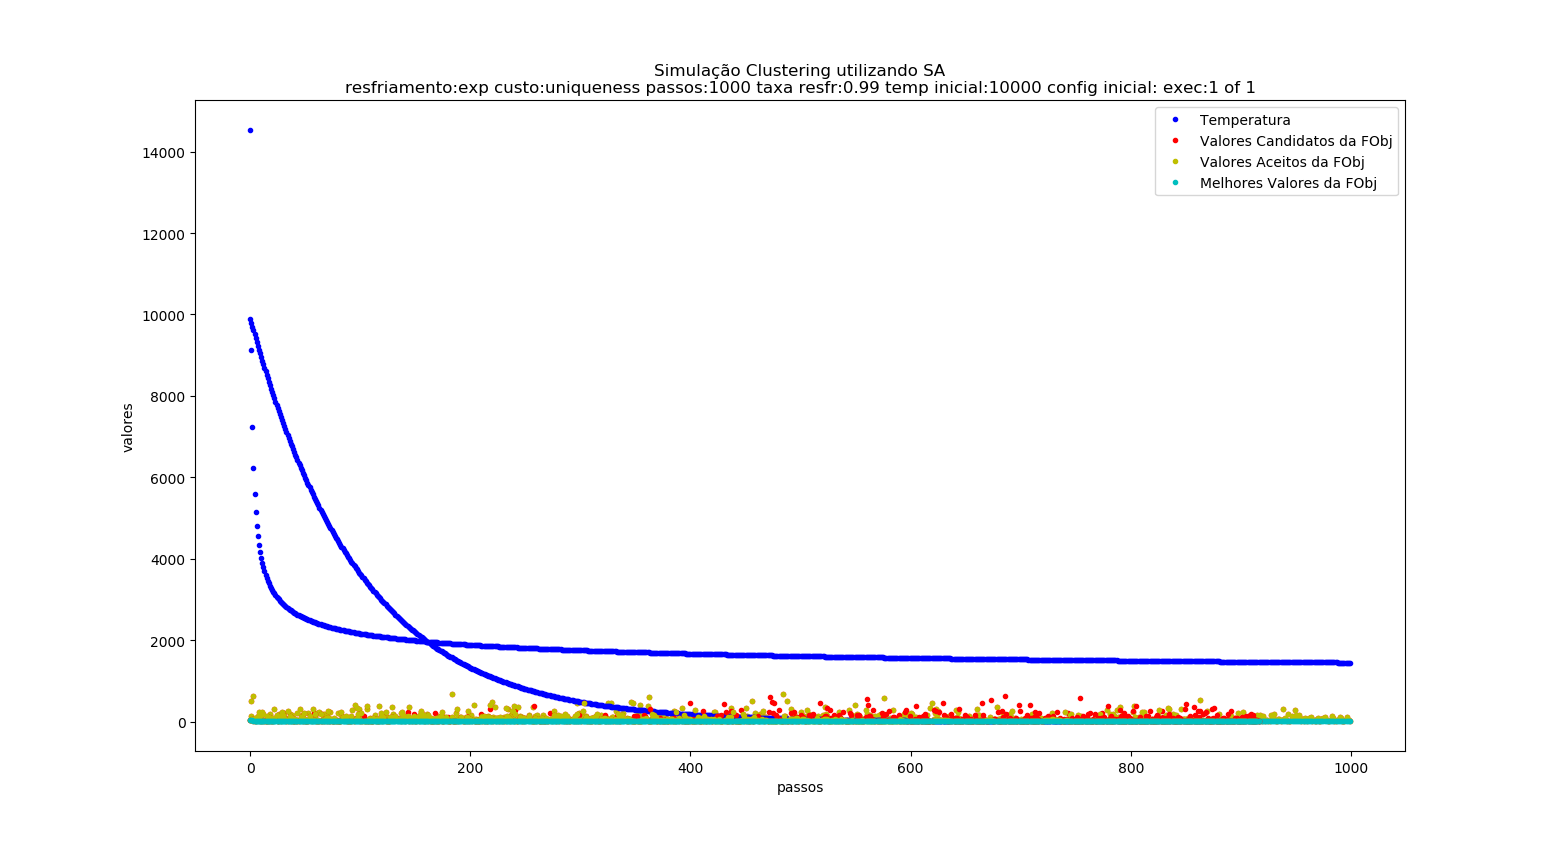 Simulação Clustering utilizando SA
resfriamento:exp custo:uniqueness passos:1000 taxa resfr:0.99 temp inicial:10000 config inicial: exec:1 of 1
Temperatura
Valores Candidatos da FObj
Valores Aceitos da FObj
Melhores Valores da FObj
14000
12000
10000
8000
6000
4000
2000
0
valores
0 200 400 600 800 1000
passos